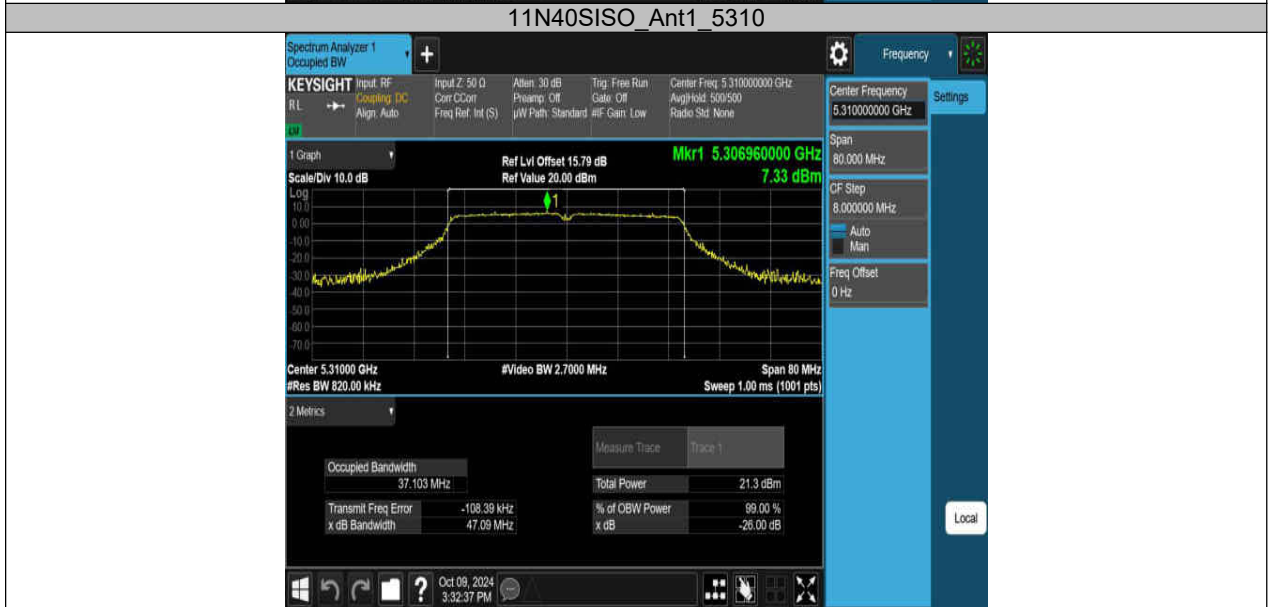 11N40SISO_Ant1_5310
Spectrum Analyzer 1
Occupied BW
+
Frequency
KEYSIGHT
RL
Input: RF
Coupling: DC
Align: Auto
Input Z: 50 Ω
Corr CCorr
Freq Ref: Int (S)
Atten: 30 dB
Preamp: Off
µW Path: Standard
Trig: Free Run
Gate: Off
#IF Gain: Low
Center Freq: 5.310000000 GHz
Avg|Hold: 500/500
Radio Std: None
LM
Center Frequency
5.310000000 GHz
Settings
Span
80.000 MHz
CF Step
8.000000 MHz
Auto
Man
Freq Offset
0 Hz
1 Graph
Scale/Div 10.0 dB
Ref Lvl Offset 15.79 dB
Ref Value 20.00 dBm
Mkr1 5.306960000 GHz
7.33 dBm
Log
1
10.0
0.00
-10.0
-20.0
-30.0
-40.0
-50.0
-60.0
-70.0
Center 5.31000 GHz
#Video BW 2.7000 MHz
Span 80 MHz
#Res BW 820.00 kHz
Sweep 1.00 ms (1001 pts)
2 Metrics
Measure Trace
Trace 1
Occupied Bandwidth
37.103 MHz
Total Power
21.3 dBm
Transmit Freq Error
-108.39 kHz
% of OBW Power
99.00 %
x dB Bandwidth
47.09 MHz
x dB
-26.00 dB
Local
?
Oct 09, 2024
3:32:37 PM